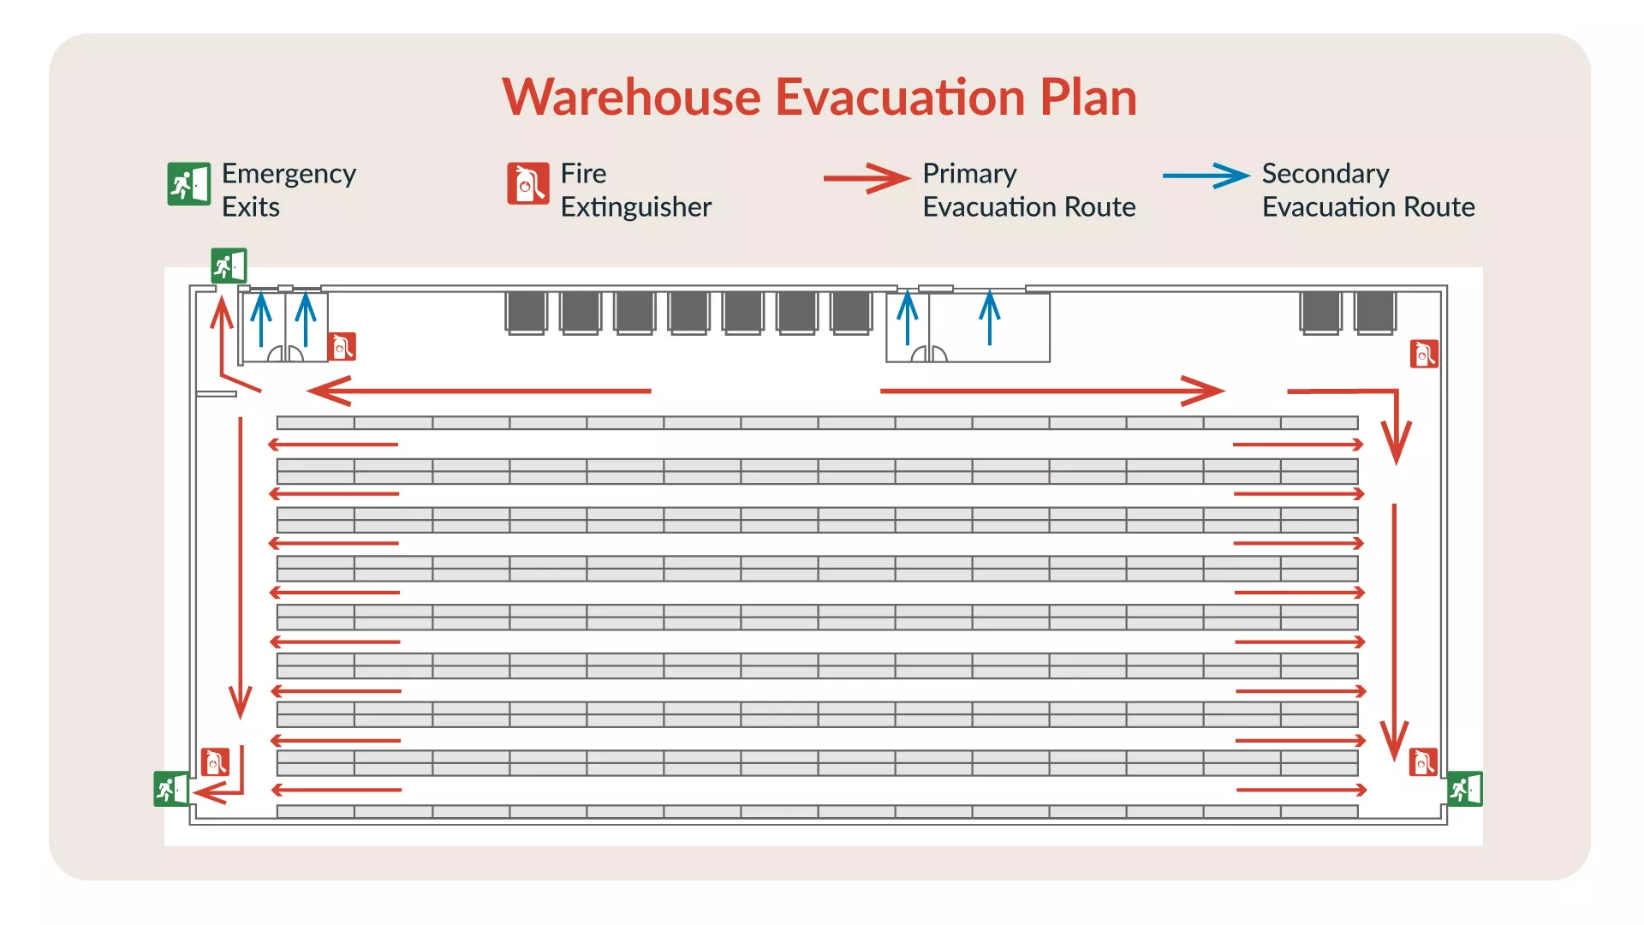 Warehouse Evacuation Plan
Emergency
Exits
Fire
Extinguisher
Primary
Evacuation Route
Secondary
Evacuation Route